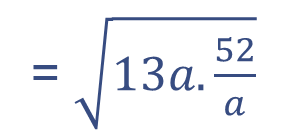 = √(13a . 52/a)